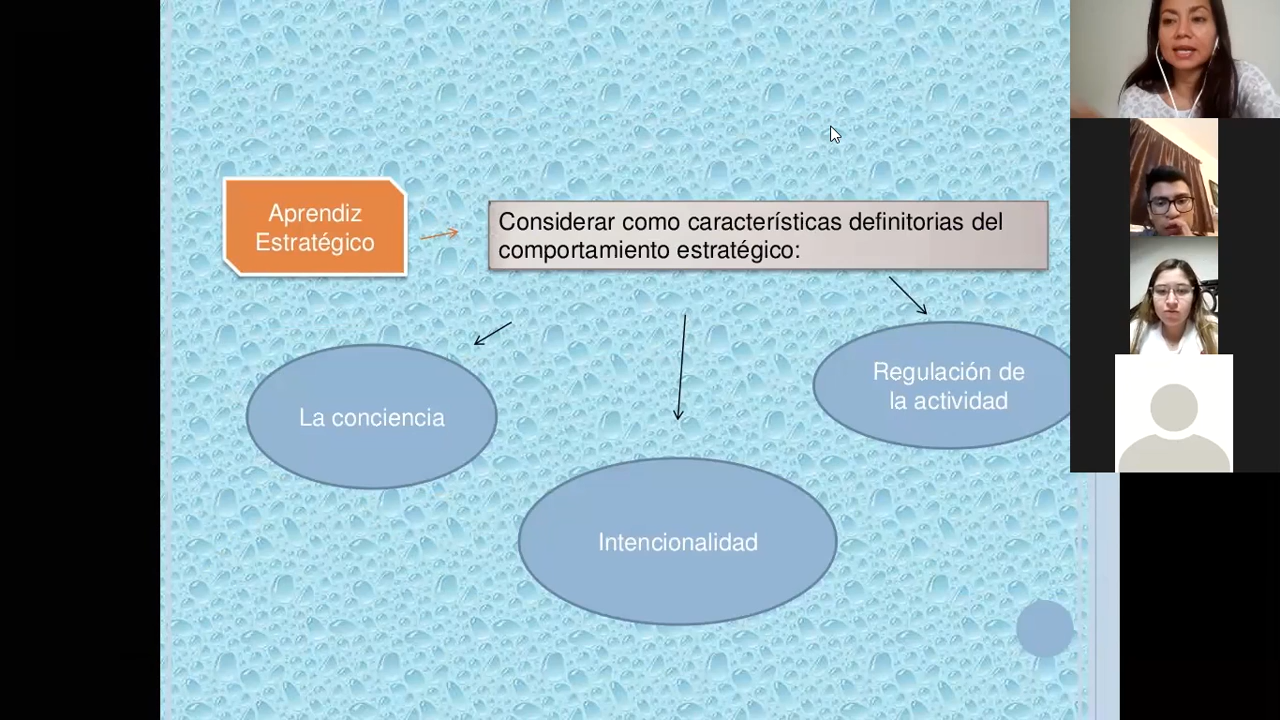 Aprendiz
Estratégico
Considerar como características definitorias del
comportamiento estratégico:
La conciencia
Regulación de
la actividad
Intencionalidad